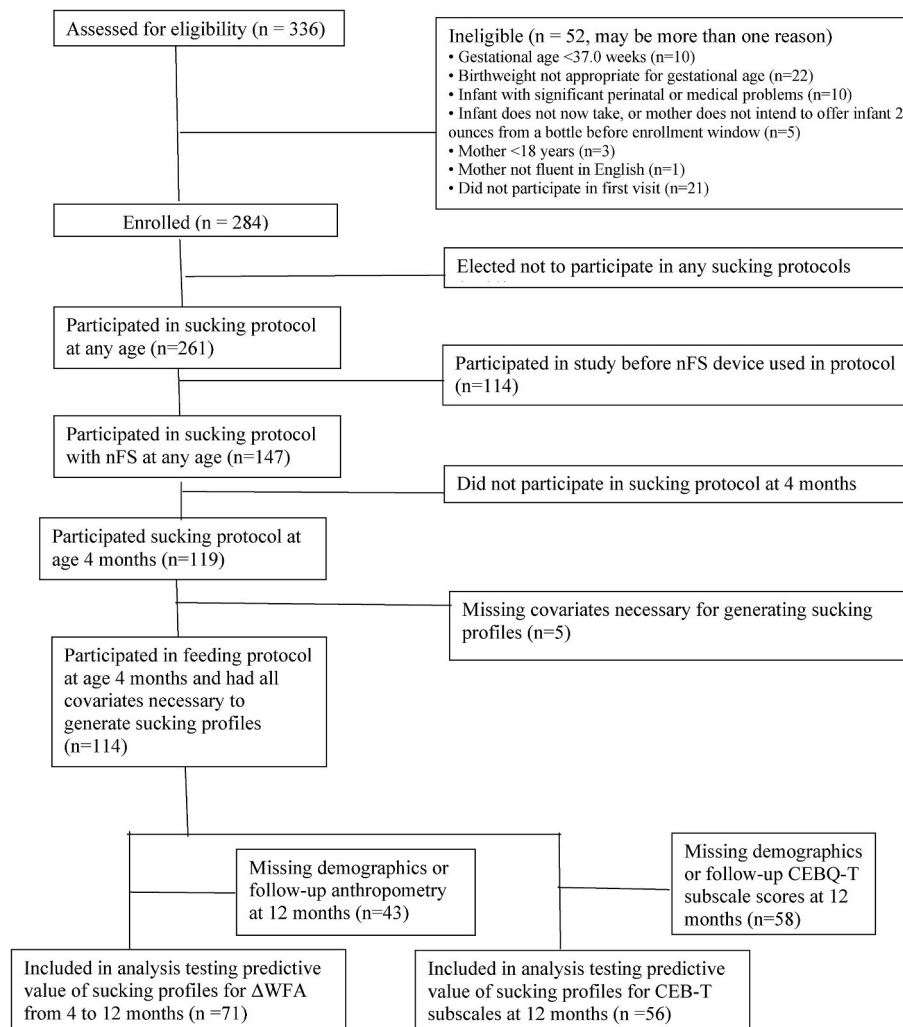 Assessed for eligibility (n = 336)
Ineligible (n = 52, may be more than one reason)
• Gestational age <37.0 weeks (n=10)
• Birthweight not appropriate for gestational age (n=22)
• Infant with significant perinatal or medical problems (n=10)
• Infant does not now take, or mother does not intend to offer infant 2
ounces from a bottle before enrollment window (n=5)
• Mother <18 years (n=3)
• Mother not fluent in English (n=1)
• Did not participate in first visit (n=21)
Enrolled (n = 284)
Elected not to participate in any sucking protocols
Participated in sucking protocol
at any age (n=261)
Participated in study before nFS device used in protocol
(n=114)
Participated in sucking protocol
with nFS at any age (n=147)
Did not participate in sucking protocol at 4 months
Participated sucking protocol at
age 4 months (n=119)
Missing covariates necessary for generating sucking
profiles (n=5)
Participated in feeding protocol
at age 4 months and had all
covariates necessary to
generate sucking profiles
(n=114)
Missing demographics or
follow-up anthropometry
at 12 months (n=43)
Missing demographics
or follow-up CEBQ-T
subscale scores at 12
months (n=58)
Included in analysis testing predictive
value of sucking profiles for ΔWFA
from 4 to 12 months (n =71)
Included in analysis testing predictive
value of sucking profiles for CEB-T
subscales at 12 months (n =56)